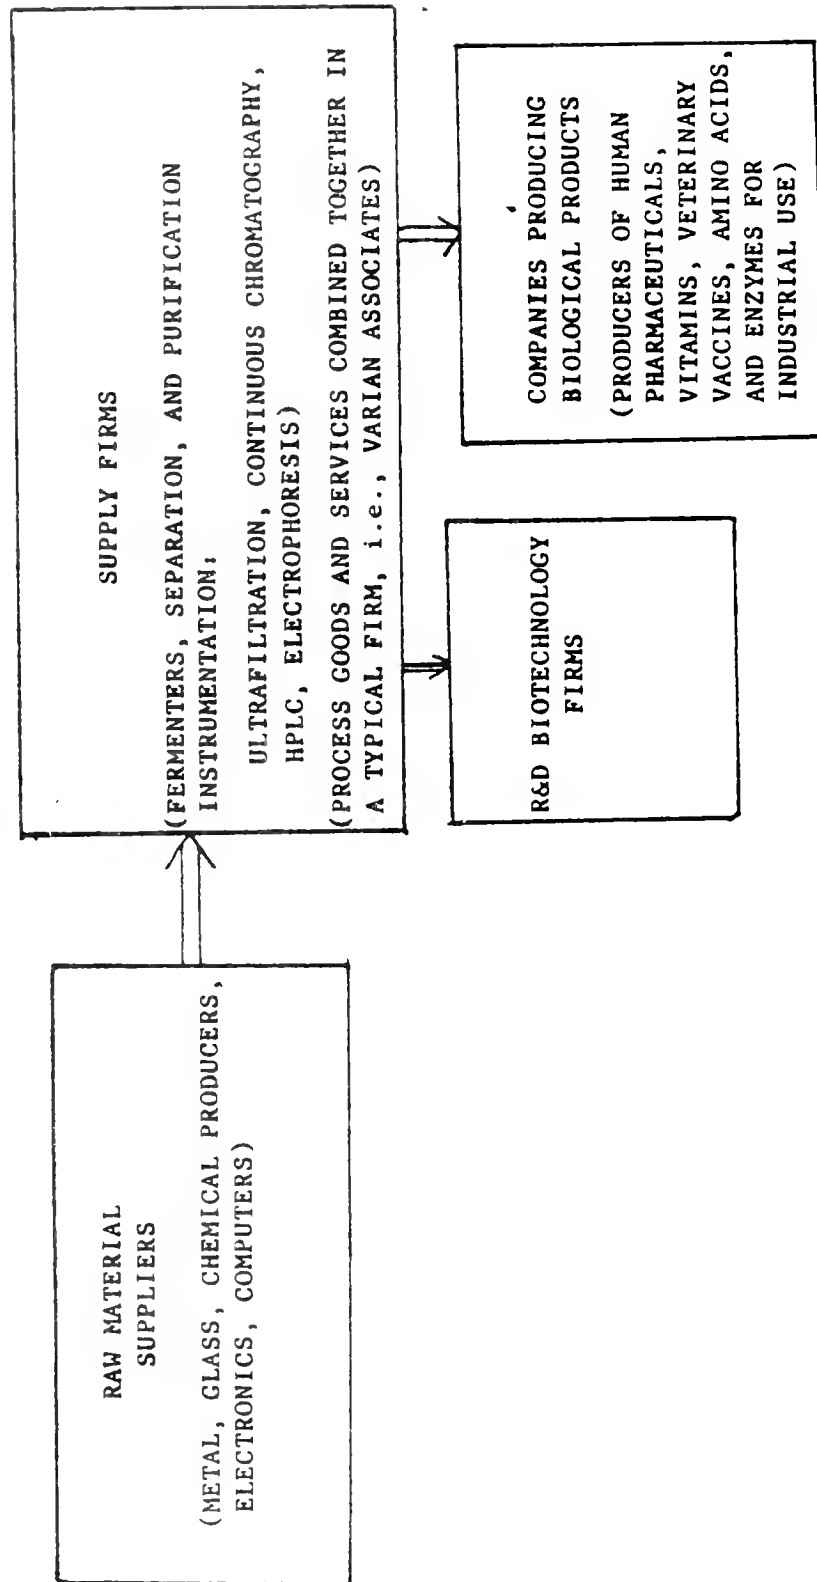 RAW MATERIAL
SUPPLIERS
(METAL, GLASS, CHEMICAL PRODUCERS,
ELECTRONICS, COMPUTERS)
SUPPLY FIRMS
(FERMENTERS, SEPARATION, AND PURIFICATION
INSTRUMENTATION;
ULTRAFILTRATION, CONTINUOUS CHROMATOGRAPHY,
HPLC, ELECTROPHORESIS)
(PROCESS GOODS AND SERVICES COMBINED TOGETHER IN
A TYPICAL FIRM, i.e., VARIAN ASSOCIATES)
R&D BIOTECHNOLOGY
FIRMS
COMPANIES PRODUCING
BIOLOGICAL PRODUCTS
(PRODUCERS OF HUMAN
PHARMACEUTICALS,
VITAMINS, VETERINARY
VACCINES, AMINO ACIDS,
AND ENZYMES FOR
INDUSTRIAL USE)